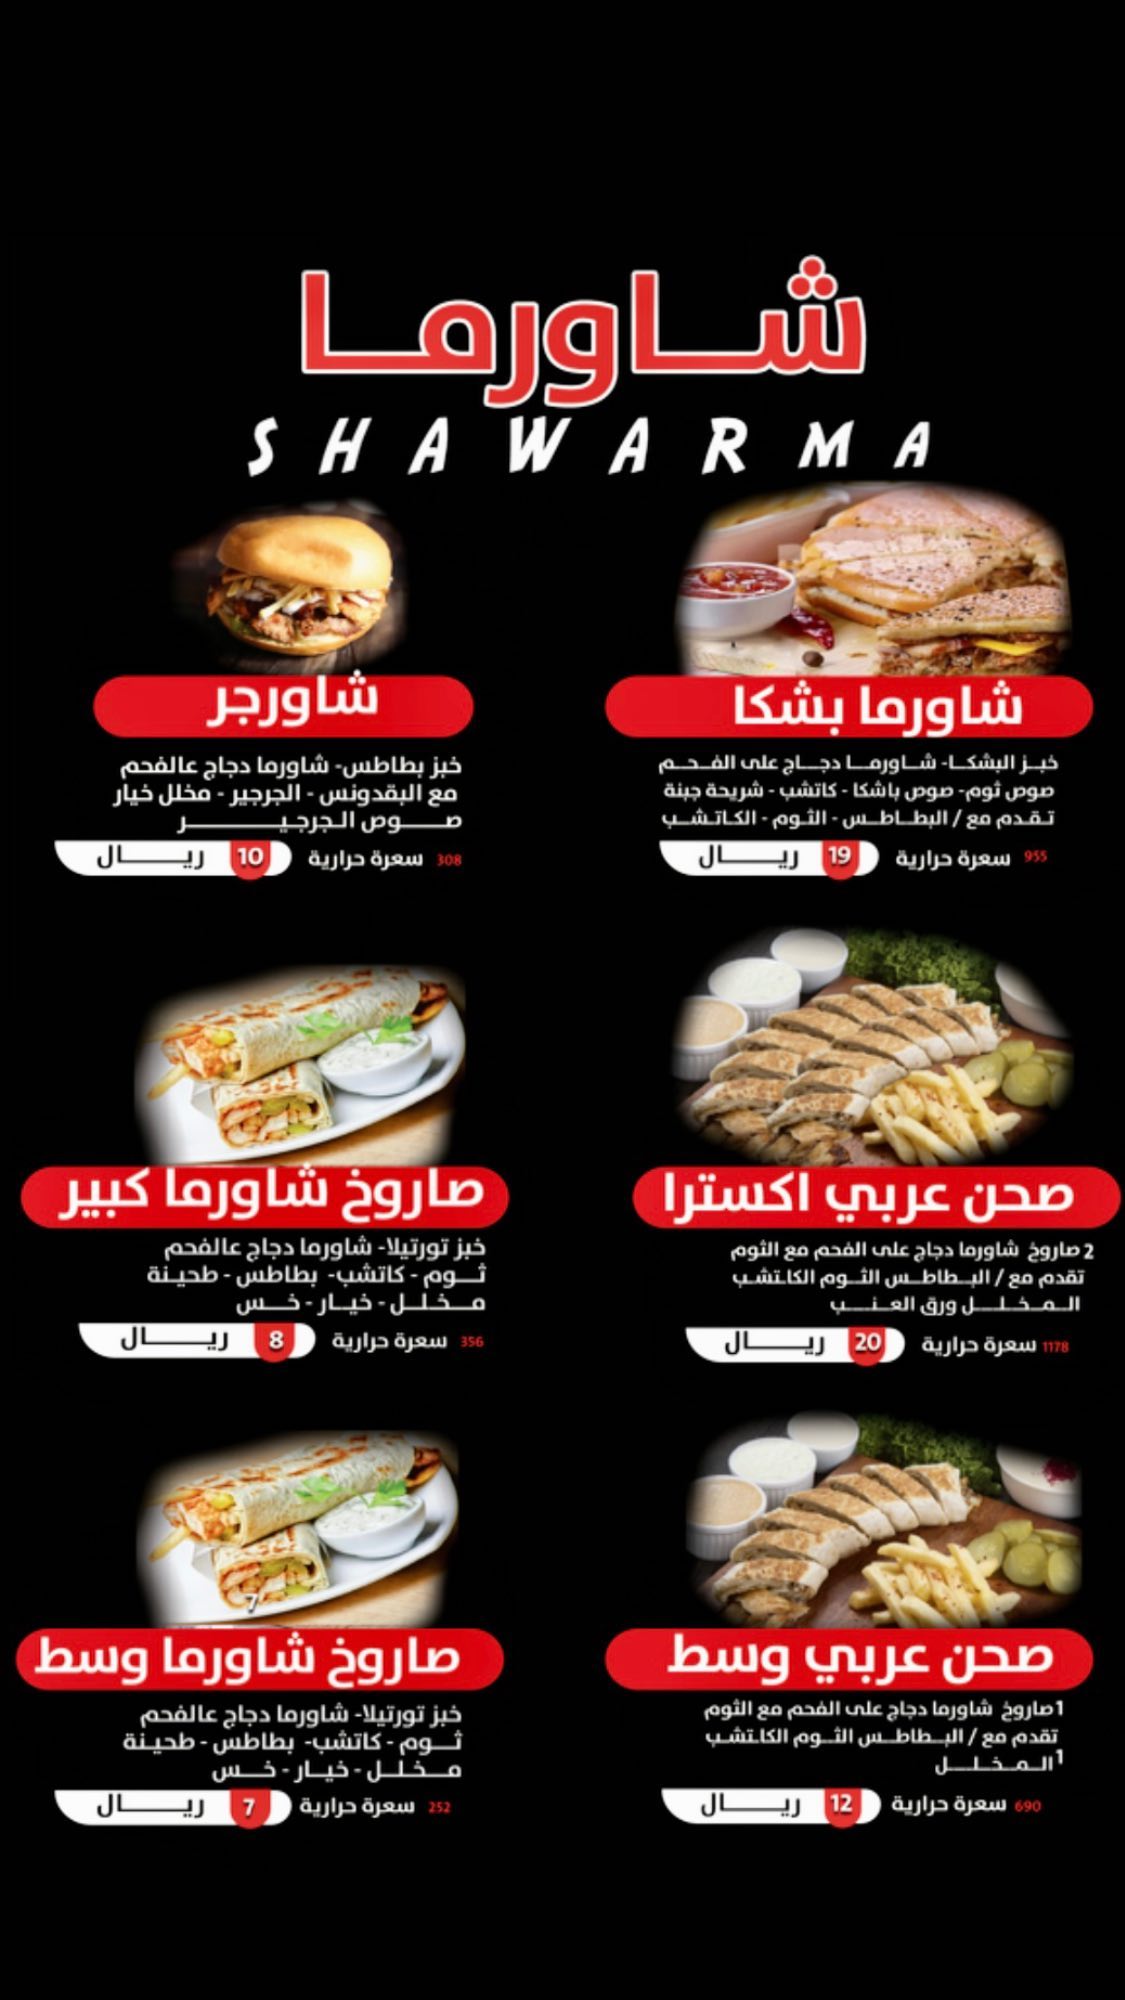 شاورما
SHAWARMA
شاورما بشكا
خبز البشكا- شاورما دجاج على الفحم
صوص ثوم- صوص باشكا - كاتشب - شريحة جبنة
تقدم مع / البطاطس - الثوم - الكاتشب
955 سعرة حرارية
19 ريال
شاورجر
خبز بطاطس- شاورما دجاج عالفحم
مع البقدونس - الجرجير - مخلل خيار
صوص الجرجير
308 سعرة حرارية
10 ريال
صحن عربي اكسترا
2 صاروخ شاورما دجاج على الفحم مع الثوم
تقدم مع / البطاطس الثوم الكاتشب
المخلل ورق العنب
1178 سعرة حرارية
20 ريال
صاروخ شاورما كبير
خبز تورتيلا- شاورما دجاج عالفحم
ثوم - كاتشب- بطاطس - طحينة
مخلل - خيار - خس
356 سعرة حرارية
8 ريال
صحن عربي وسط
1 صاروخ شاورما دجاج على الفحم مع الثوم
تقدم مع / البطاطس الثوم الكاتشب
1 المخلل
690 سعرة حرارية
12 ريال
7
صاروخ شاورما وسط
خبز تورتيلا- شاورما دجاج عالفحم
ثوم - كاتشب- بطاطس - طحينة
مخلل - خيار - خس
252 سعرة حرارية
7 ريال